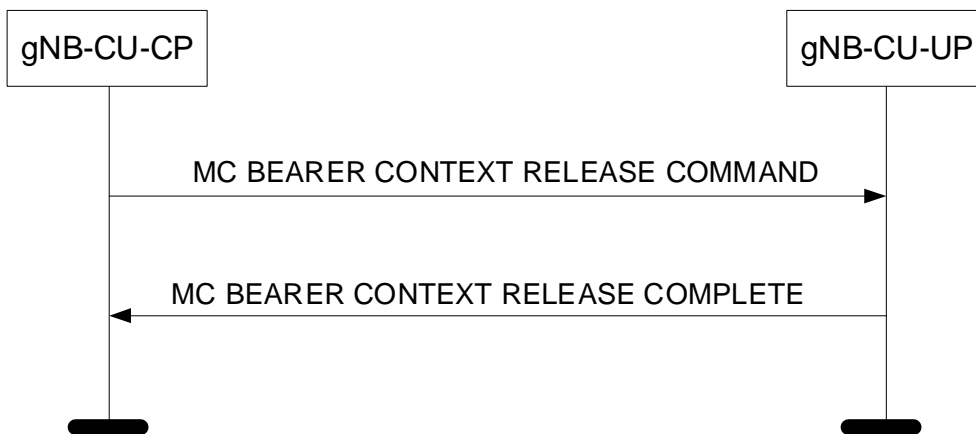 gNB-CU-CP
gNB-CU-UP
MC BEARER CONTEXT RELEASE COMMAND
MC BEARER CONTEXT RELEASE COMPLETE